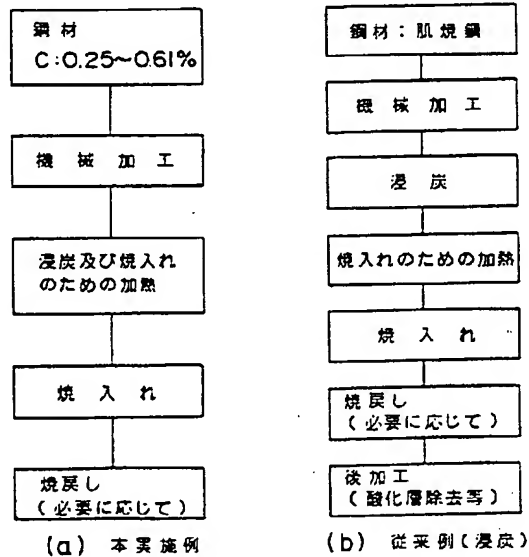 鋼材
C:0.25~0.61%
機械加工
浸炭及び焼入れ
のための加熱
焼入れ
焼戻し
(必要に応じて)
(a) 本実施例
鋼材:肌焼鋼
機械加工
浸炭
焼入れのための加熱
焼入れ
焼戻し
(必要に応じて)
後加工
(酸化層除去等)
(b) 従来例(浸炭)